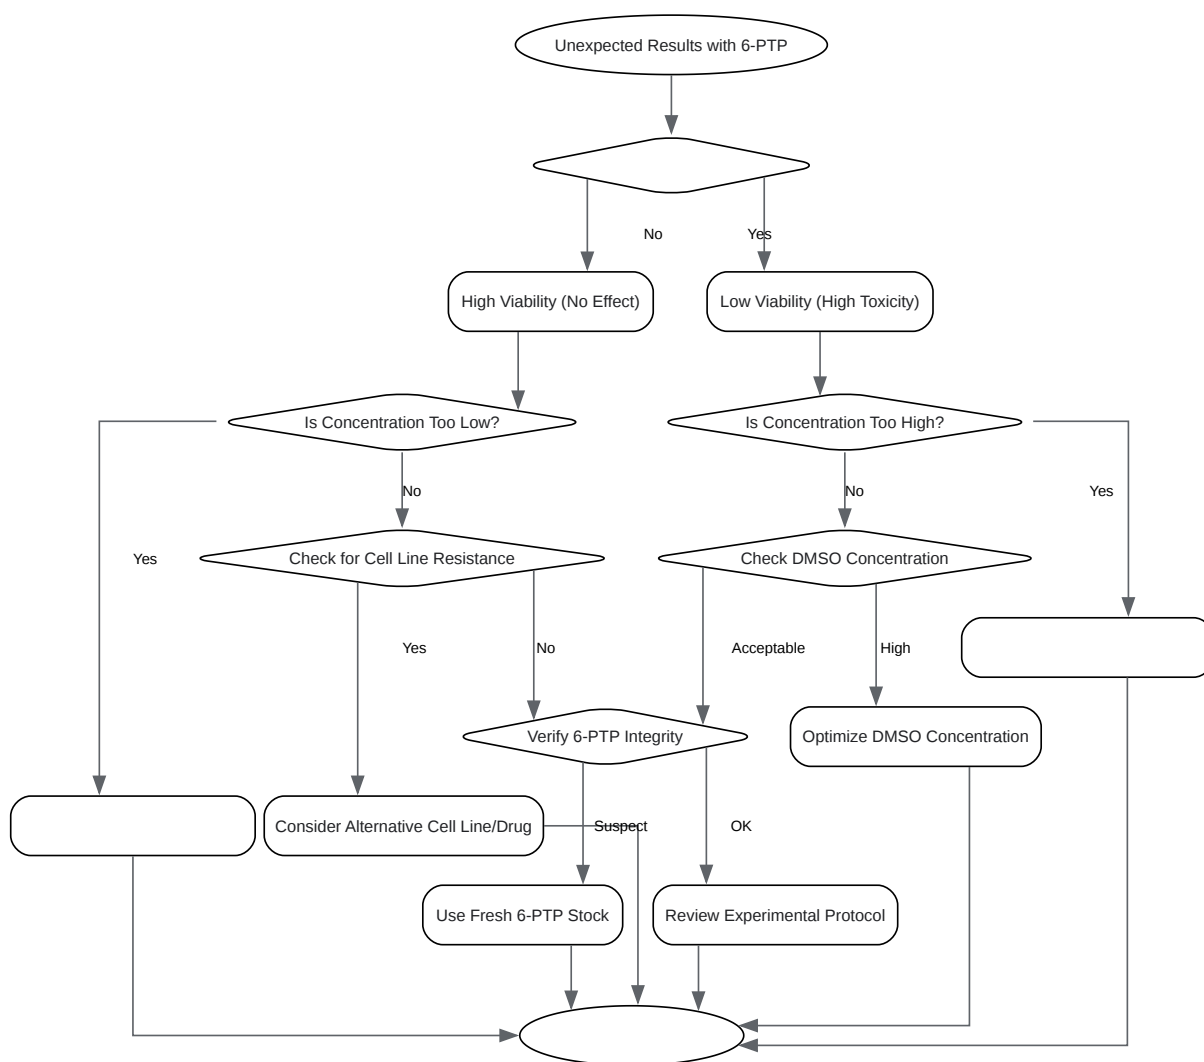 Unexpected Results with 6-PTP
No
Yes
High Viability (No Effect)
Low Viability (High Toxicity)
Is Concentration Too Low?
Is Concentration Too High?
No
No
Yes
Yes
Check for Cell Line Resistance
Check DMSO Concentration
Yes
No
Acceptable
High
Verify 6-PTP Integrity
Optimize DMSO Concentration
Consider Alternative Cell Line/Drug
Suspect
OK
Use Fresh 6-PTP Stock
Review Experimental Protocol